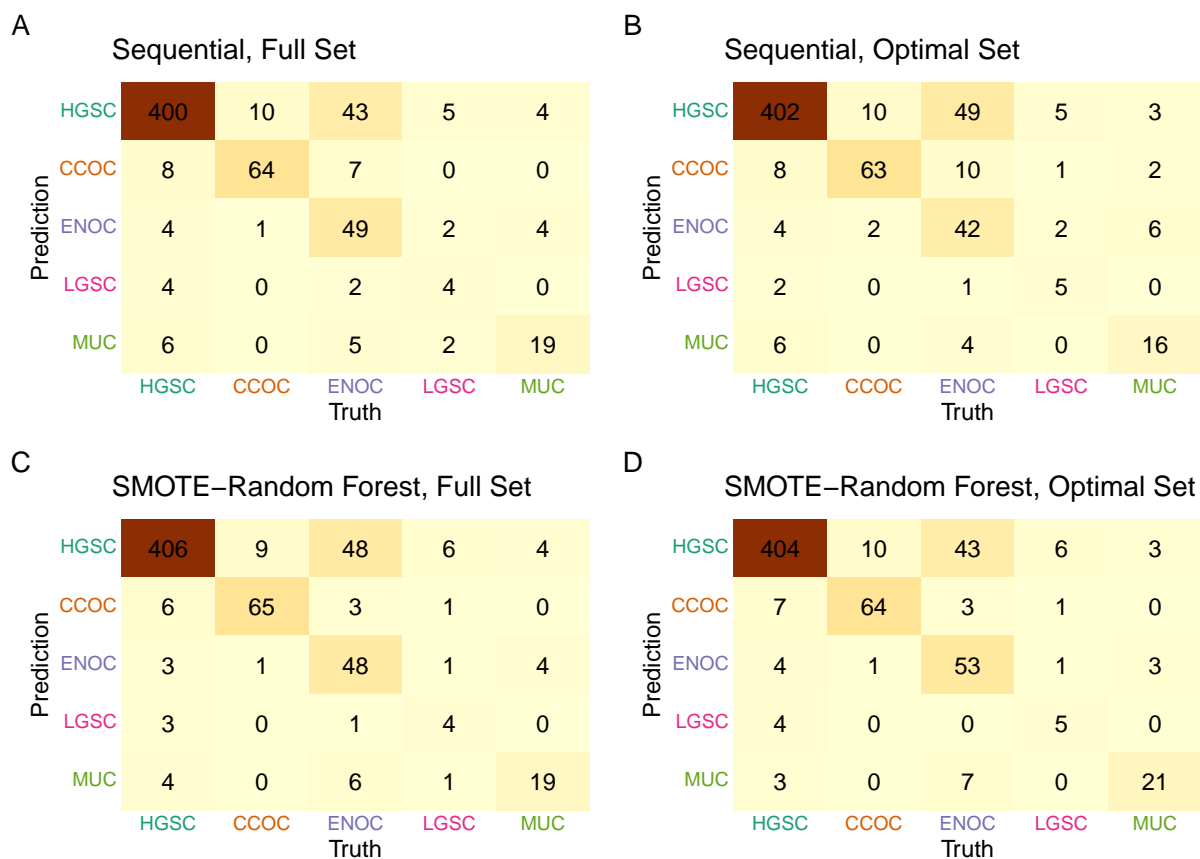 A
Sequential, Full Set
Prediction
HGSC 400 10 43 5 4
CCOC 8 64 7 0 0
ENOC 4 1 49 2 4
LGSC 4 0 2 4 0
MUC 6 0 5 2 19
HGSC CCOC ENOC LGSC MUC
Truth
B
Sequential, Optimal Set
Prediction
HGSC 402 10 49 5 3
CCOC 8 63 10 1 2
ENOC 4 2 42 2 6
LGSC 2 0 1 5 0
MUC 6 0 4 0 16
HGSC CCOC ENOC LGSC MUC
Truth
C
SMOTE−Random Forest, Full Set
Prediction
HGSC 406 9 48 6 4
CCOC 6 65 3 1 0
ENOC 3 1 48 1 4
LGSC 3 0 1 4 0
MUC 4 0 6 1 19
HGSC CCOC ENOC LGSC MUC
Truth
D
SMOTE−Random Forest, Optimal Set
Prediction
HGSC 404 10 43 6 3
CCOC 7 64 3 1 0
ENOC 4 1 53 1 3
LGSC 4 0 0 5 0
MUC 3 0 7 0 21
HGSC CCOC ENOC LGSC MUC
Truth